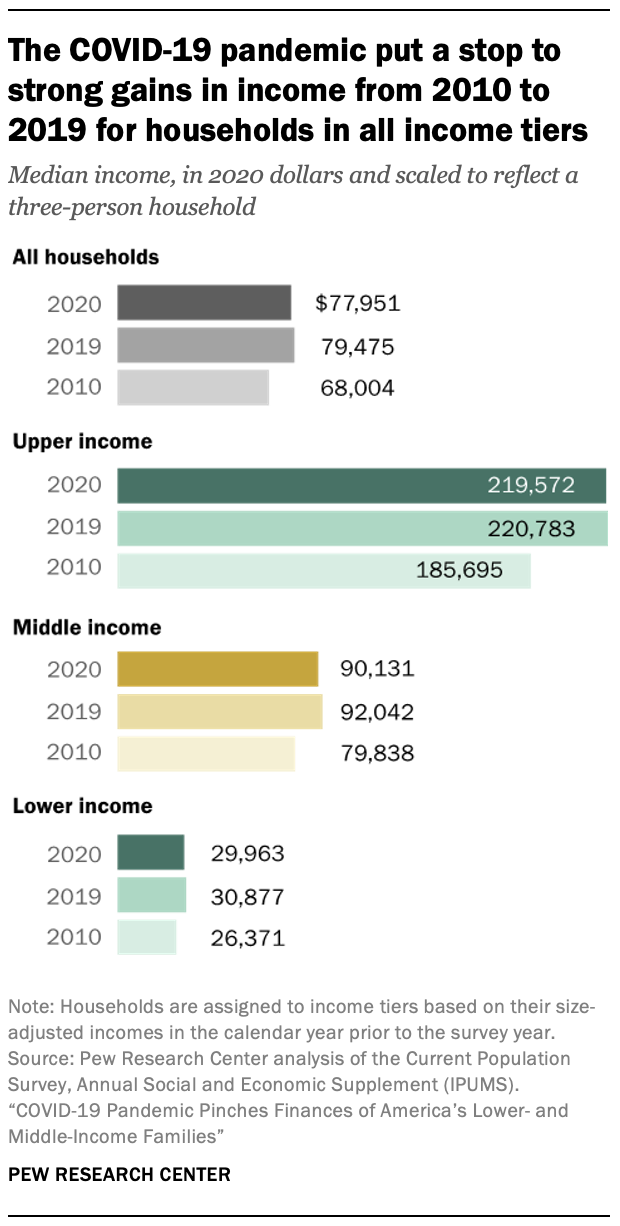 The COVID-19 pandemic put a stop to
strong gains in income from 2010 to
2019 for households in all income tiers
Median income, in 2020 dollars and scaled to reflect a
three-person household
All households
2020 $77,951
2019 79,475
2010 68,004
Upper income
2020 219,572
2019 220,783
2010 185,695
Middle income
2020 90,131
2019 92,042
2010 79,838
Lower income
2020 29,963
2019 30,877
2010 26,371
Note: Households are assigned to income tiers based on their size-
adjusted incomes in the calendar year prior to the survey year.
Source: Pew Research Center analysis of the Current Population
Survey, Annual Social and Economic Supplement (IPUMS).
“COVID-19 Pandemic Pinches Finances of America’s Lower- and
Middle-Income Families”
PEW RESEARCH CENTER